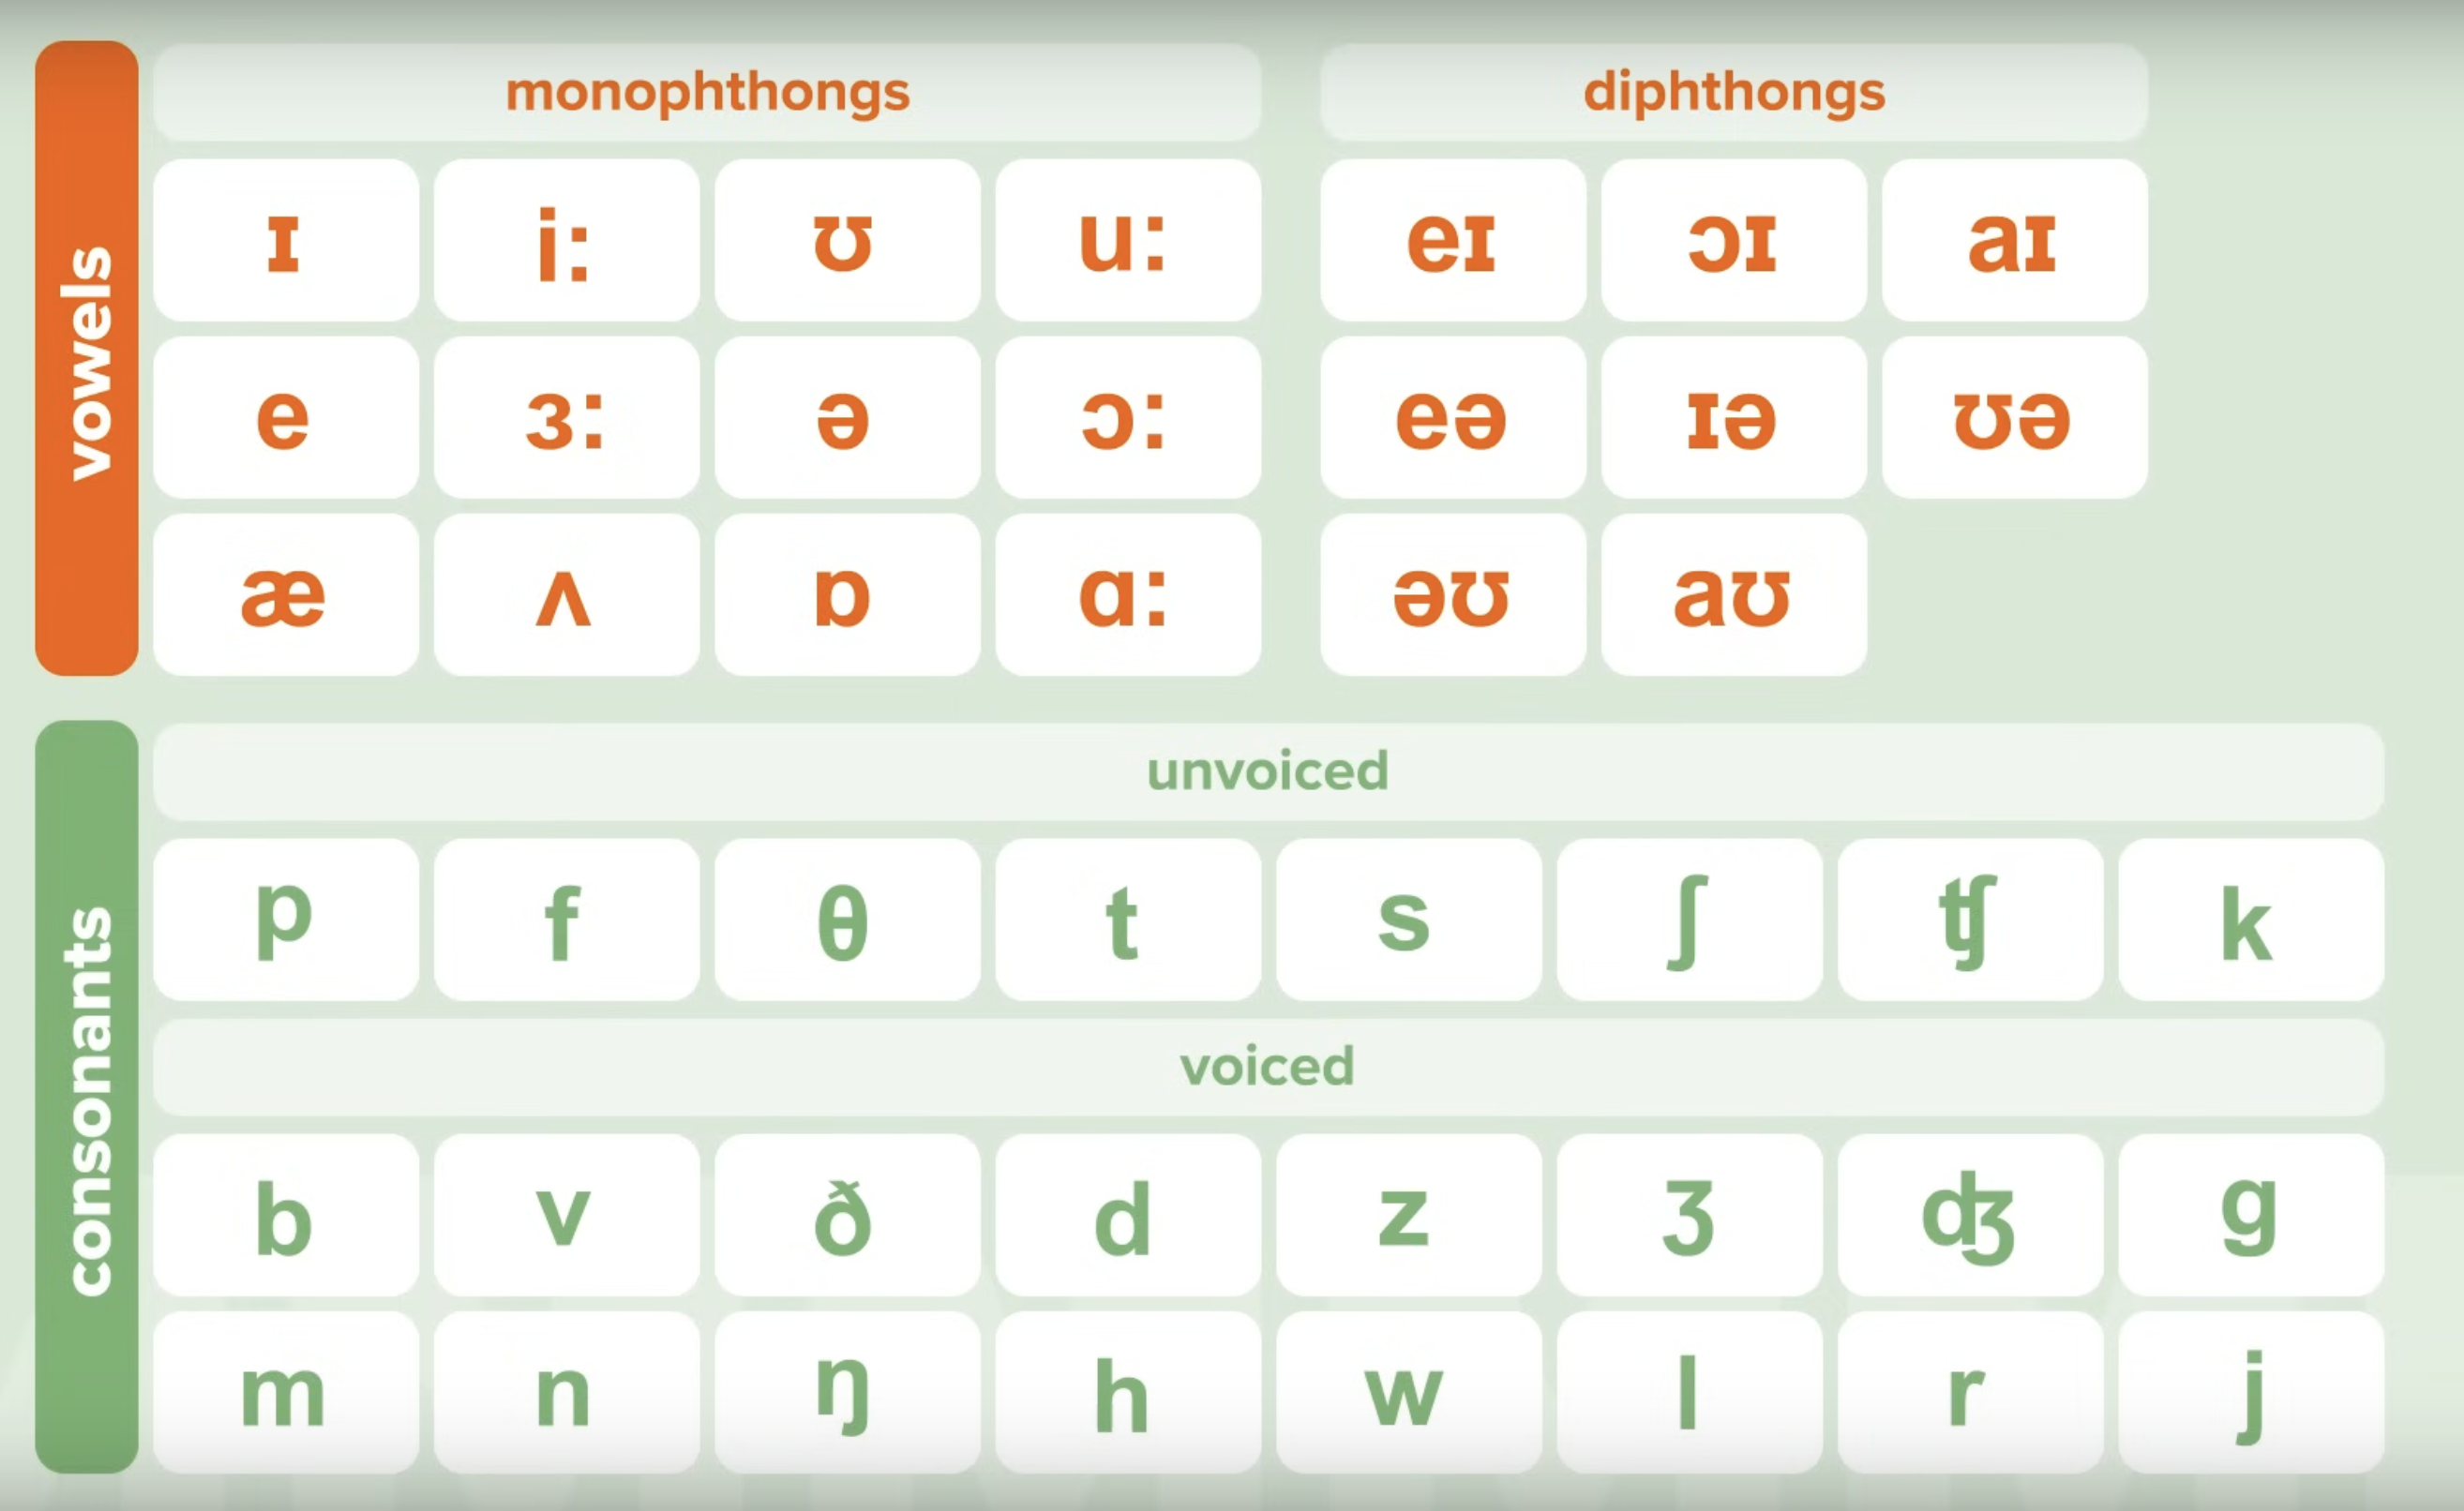 vowels
monophthongs diphthongs
ɪ i: ʊ u: eɪ ɔɪ aɪ
e ɜ: ə ɔ: eə ɪə ʊə
æ ʌ ɒ ɑ: əʊ aʊ
consonants
unvoiced
p f θ t s ʃ ʧ k
voiced
b v ð d z ʒ ʤ g
m n ŋ h w l r j